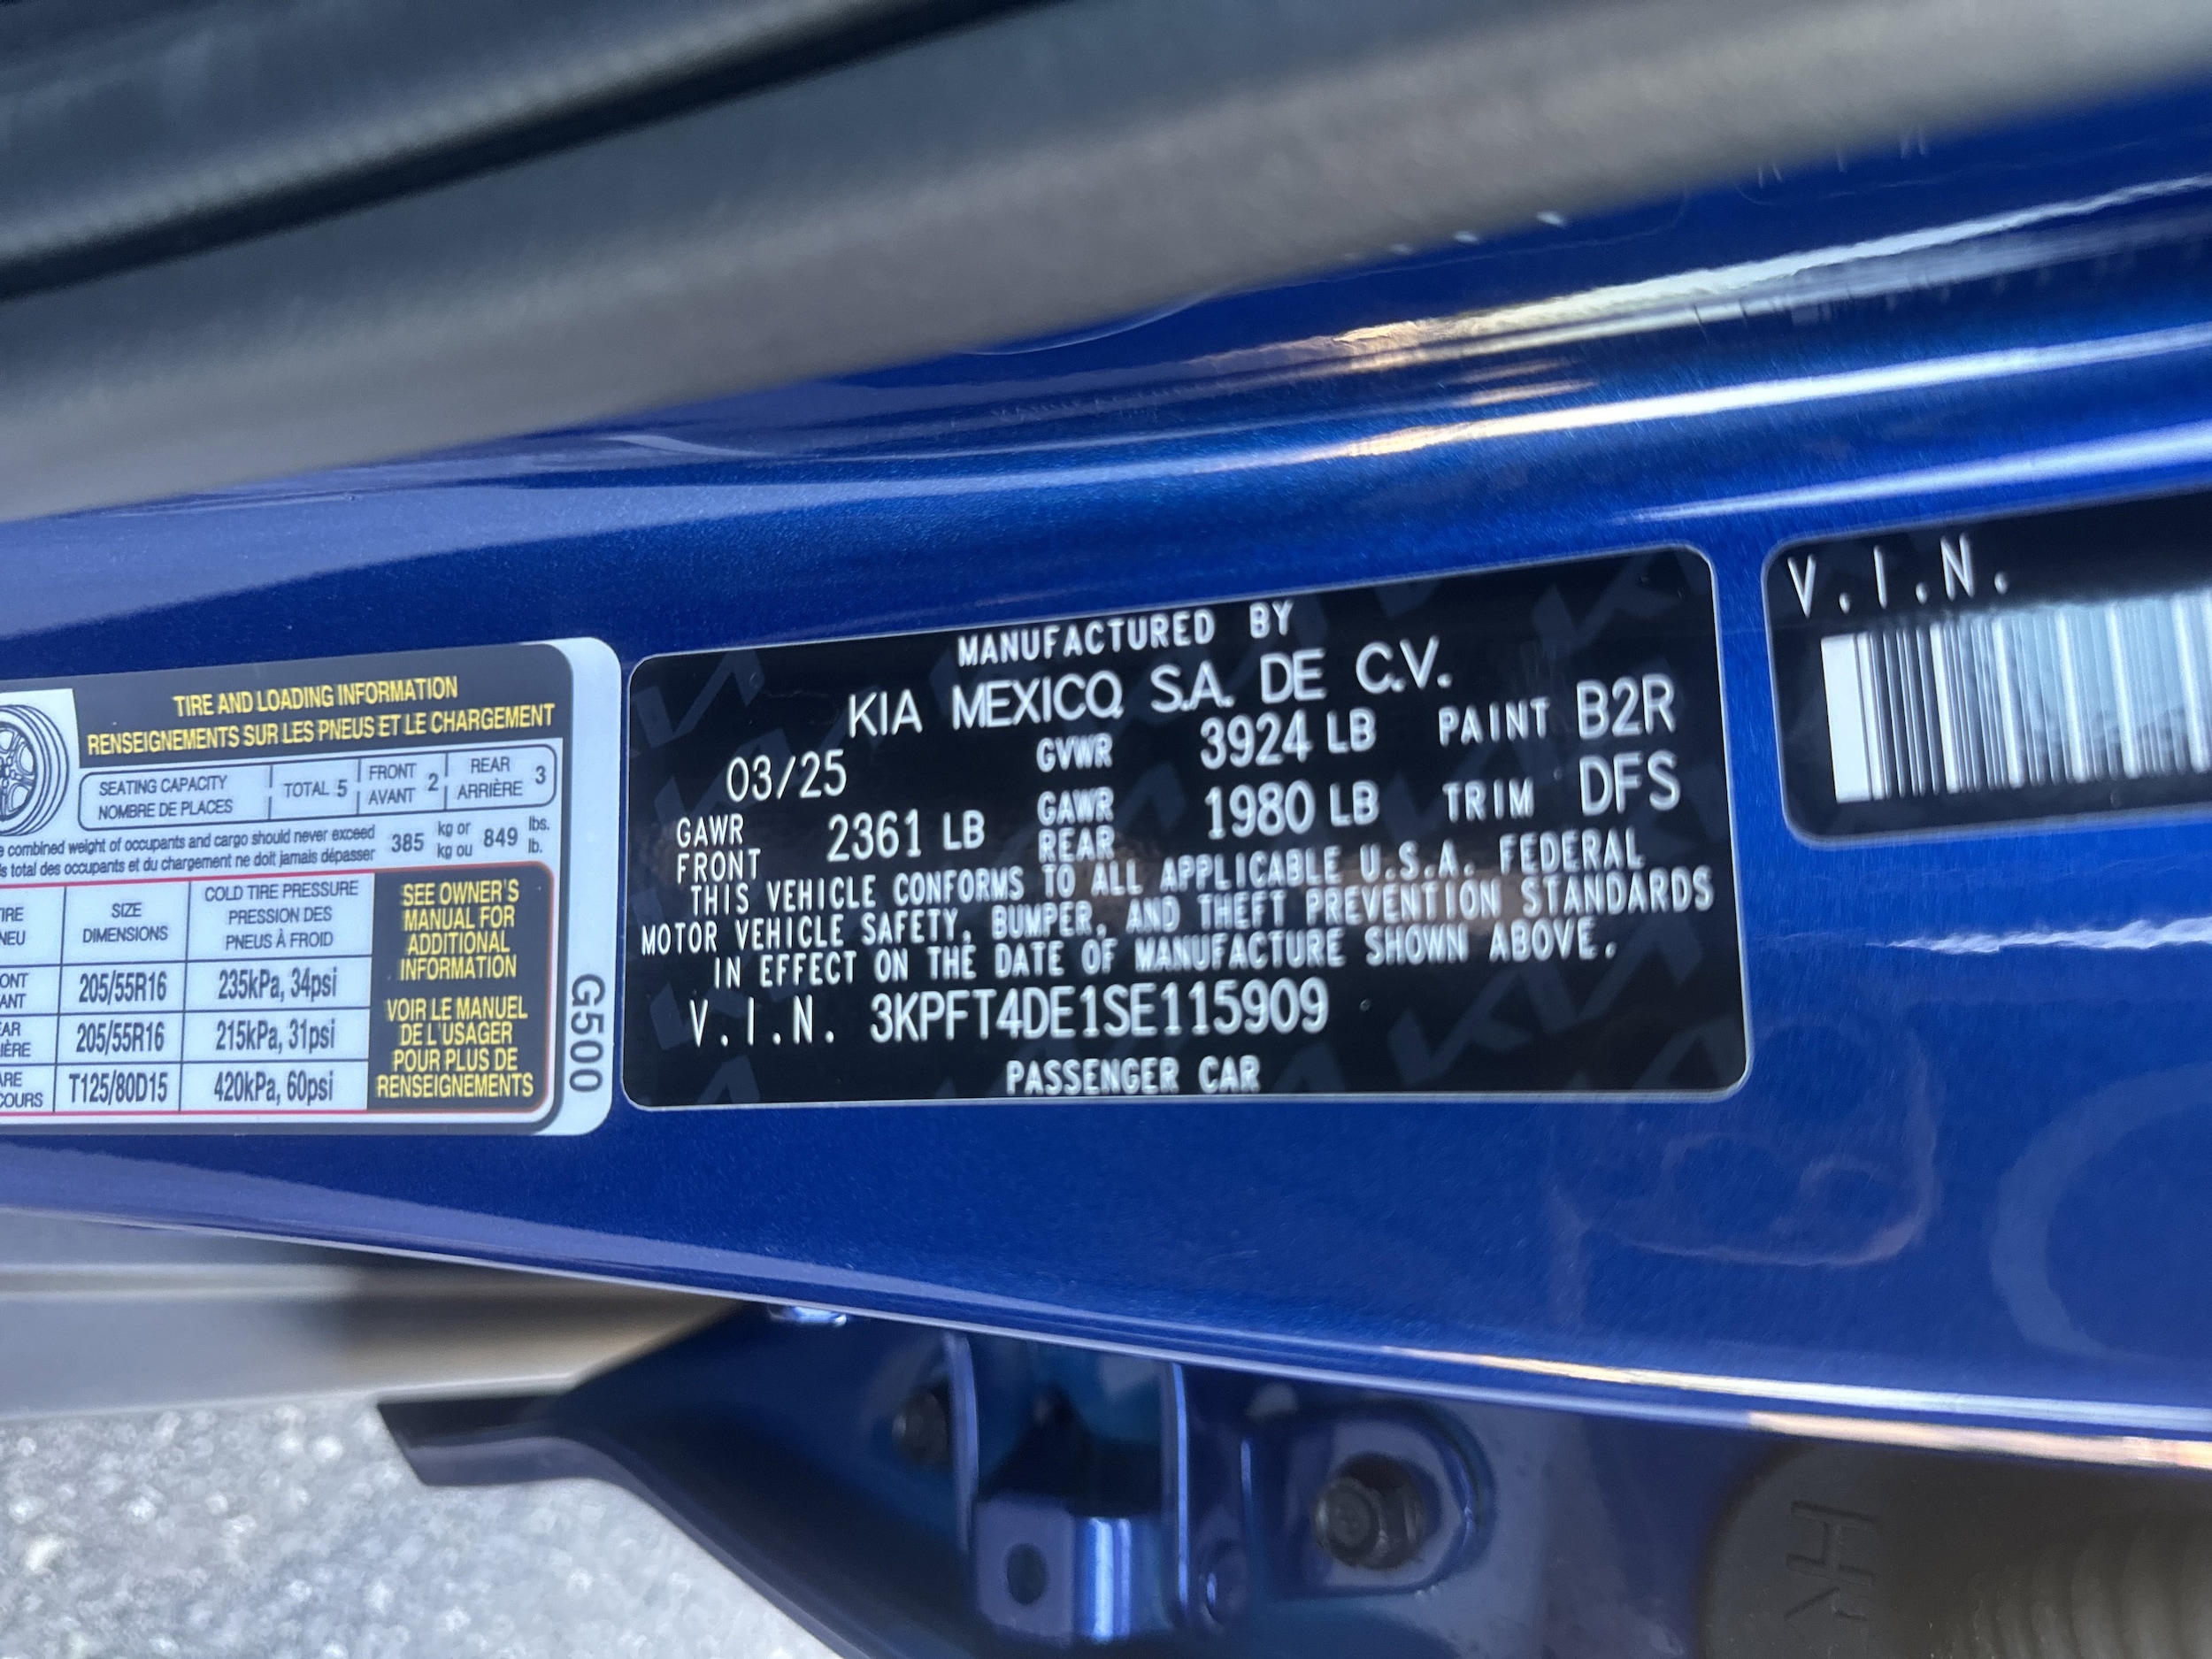 TIRE AND LOADING INFORMATION
RENSEIGNEMENTS SUR LES PNEUS ET LE CHARGEMENT
SEATING CAPACITY
NOMBRE DE PLACES
TOTAL 5
FRONT
AVANT 2
REAR
ARRIÈRE 3
combined weight of occupants and cargo should never exceed
total des occupants et du chargement ne doit jamais dépasser
385 kg or
kg ou 849 lbs.
lb.
SIZE
DIMENSIONS
COLD TIRE PRESSURE
PRESSION DES
PNEUS À FROID
205/55R16 235kPa, 34psi
205/55R16 215kPa, 31psi
T125/80D15 420kPa, 60psi
SEE OWNER'S
MANUAL FOR
ADDITIONAL
INFORMATION
VOIR LE MANUEL
DE L'USAGER
POUR PLUS DE
RENSEIGNEMENTS
G500
MANUFACTURED BY
KIA MEXICO, S.A. DE C.V.
03/25 GVWR 3924 LB PAINT B2R
GAWR
FRONT 2361 LB GAWR
REAR 1980 LB TRIM DFS
THIS VEHICLE CONFORMS TO ALL APPLICABLE U.S.A. FEDERAL
MOTOR VEHICLE SAFETY, BUMPER, AND THEFT PREVENTION STANDARDS
IN EFFECT ON THE DATE OF MANUFACTURE SHOWN ABOVE.
V.I.N. 3KPFT4DE1SE115909
PASSENGER CAR
V.I.N.